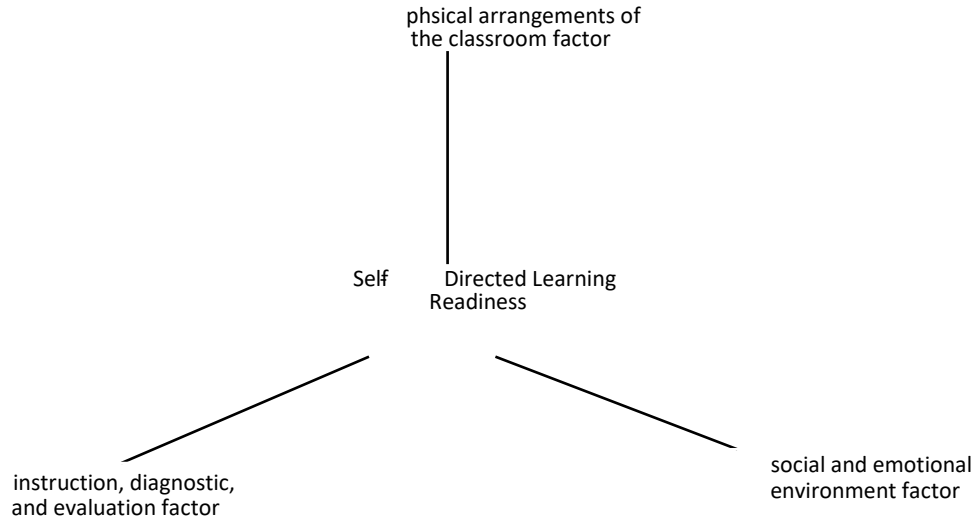 phsical arrangements of
the classroom factor
Self- Directed Learning
Readiness
instruction, diagnostic,
and evaluation factor
social and emotional
environment factor